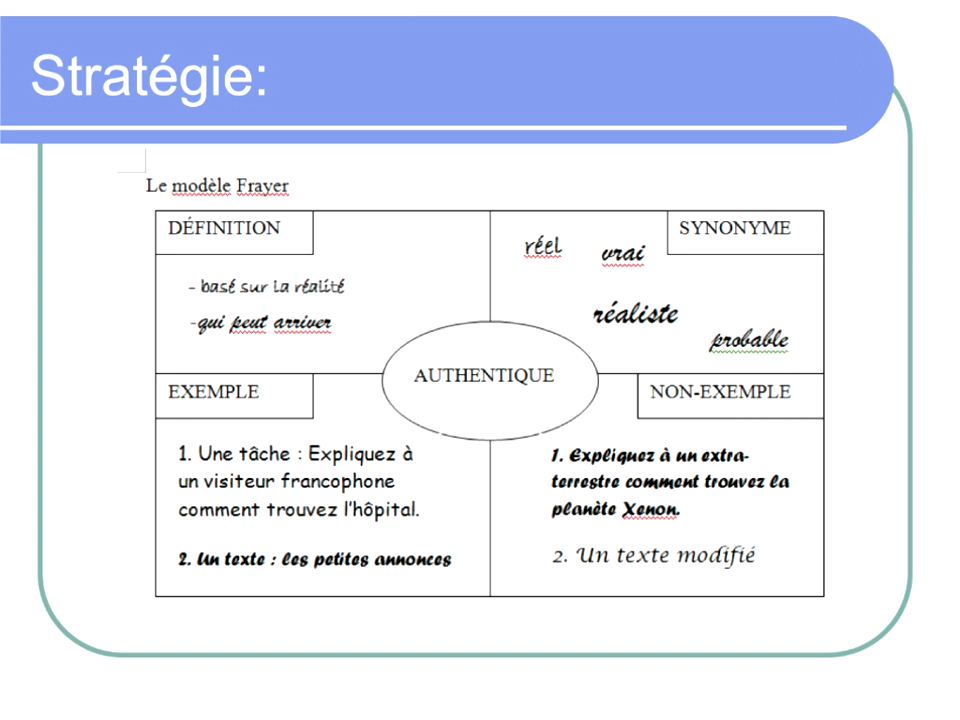 Stratégie:
Le modèle Frayer
DÉFINITION
- basé sur la réalité
-qui peut arriver
SYNONYME
réel
vrai
réaliste
probable
AUTHENTIQUE
EXEMPLE
1. Une tâche : Expliquez à
un visiteur francophone
comment trouvez l'hôpital.
2. Un texte : les petites annonces
NON-EXEMPLE
1. Expliquez à un extra-
terrestre comment trouvez la
planète Xenon.
2. Un texte modifié